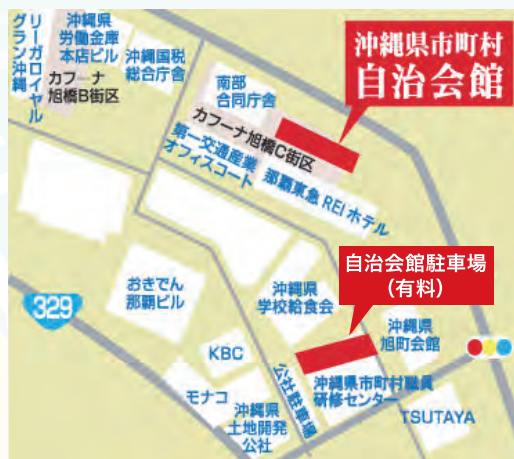 リーガロイヤル
グラン沖縄
沖縄県
労働金庫
本店ビル
カフーナ
旭橋B街区
沖縄国税
総合庁舎
南部
合同庁舎
沖縄県市町村
自治会館
カフーナ旭橋C街区
第一交通産業
オフィスコート
那覇東急 REI ホテル
329
おきでん
那覇ビル
沖縄県
学校給食会
自治会館駐車場
(有料)
沖縄県
旭町会館
KBC
モナコ
沖縄県
土地開発
公社
公社駐車場
沖縄県市町村職員
研修センター
TSUTAYA